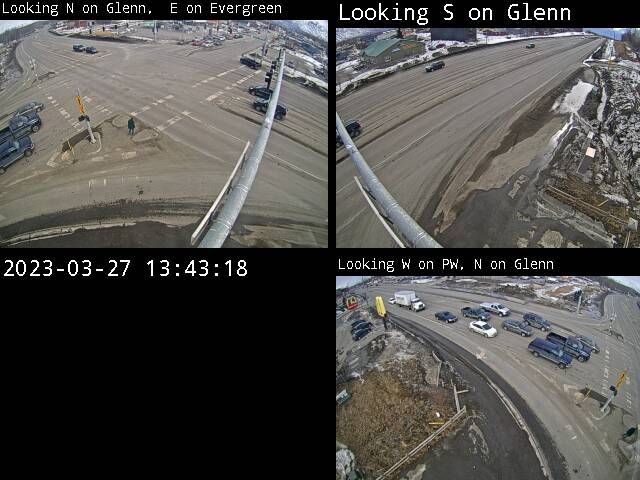 Looking N on Glenn,  E on Evergreen
Looking S on Glenn
2023-03-27 13:43:18
Looking W on PW, N on Glenn